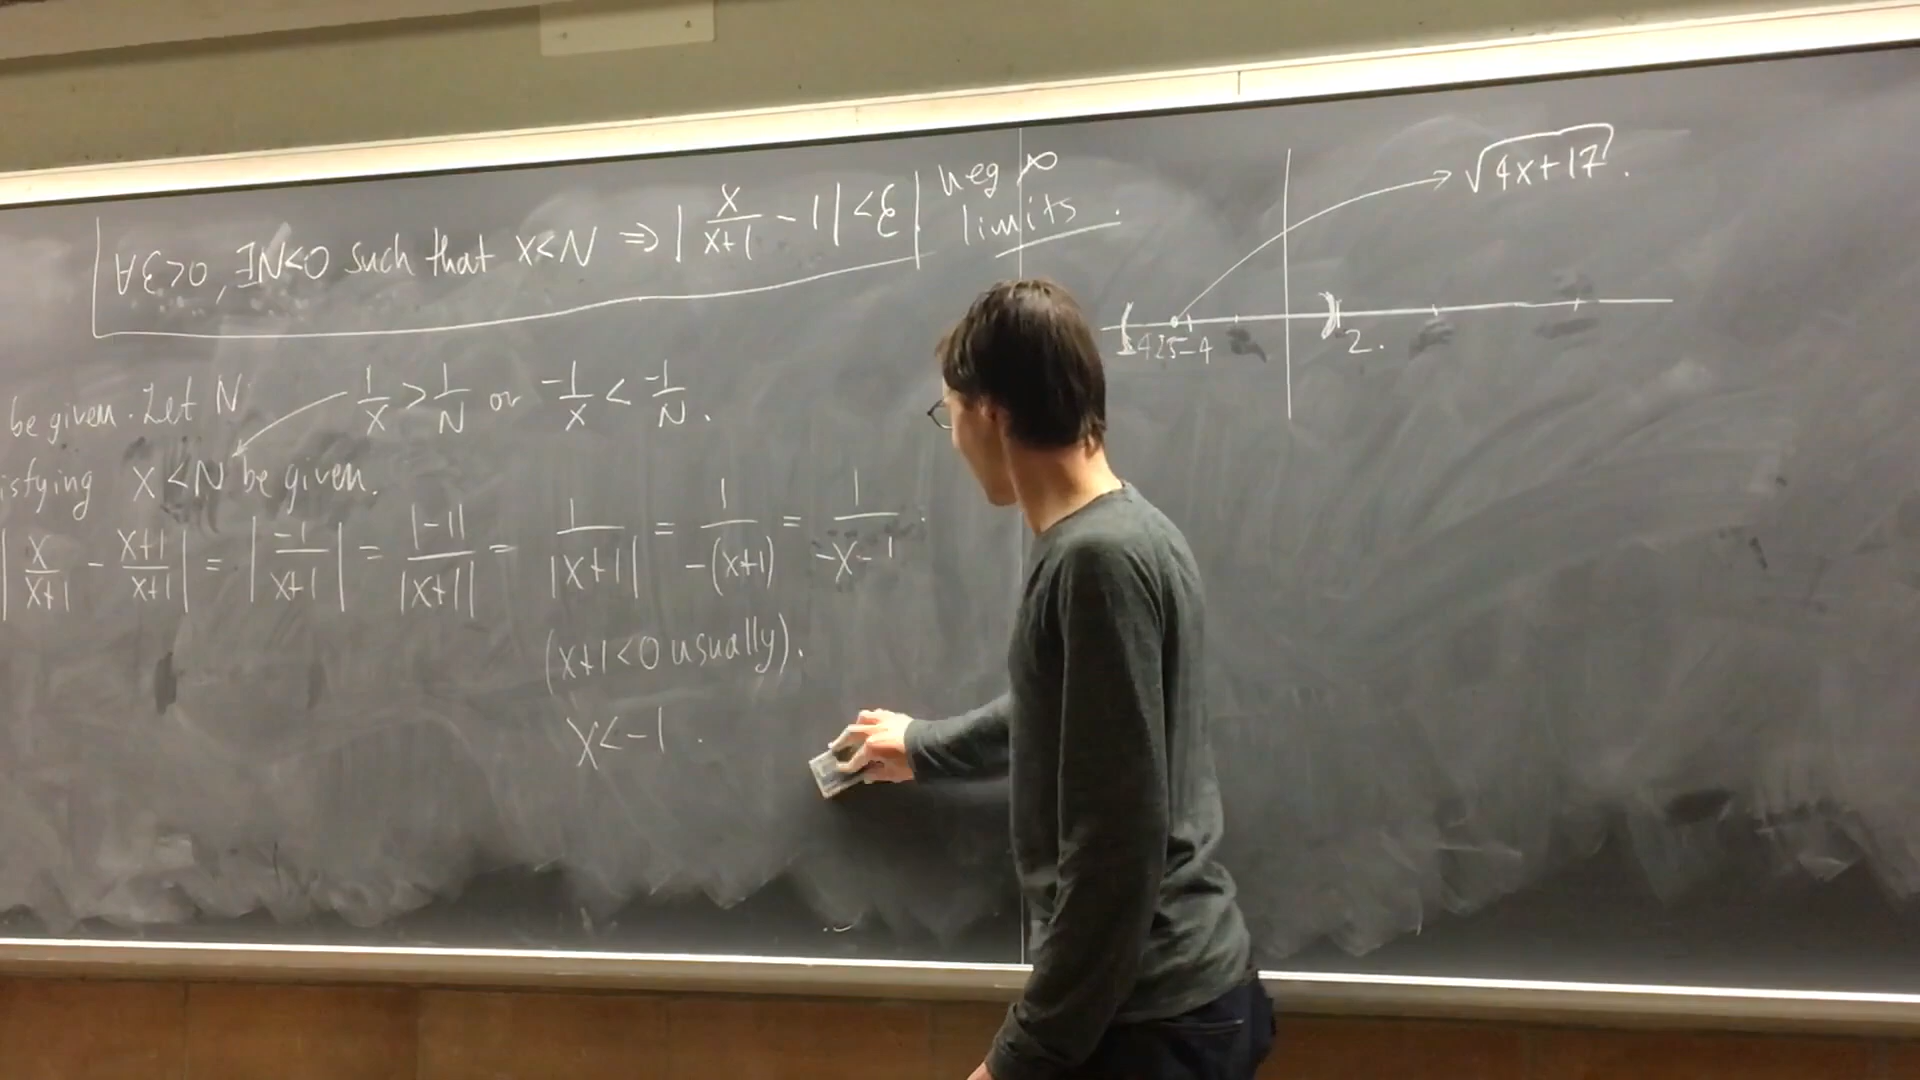 ∀ε>0, ∃N<0 such that x<N ⇒ | x/(x+1) - 1 | < ε
neg ∞
limits.
√(4x+17).
-4.25 -4 2.
be given. Let N
1/x > 1/N or -1/x < -1/N.
isfying x<N be given.
| x/(x+1) - (x+1)/(x+1) | = | -1/(x+1) | = |-1|/|x+1| = 1/|x+1| = 1/-(x+1) = 1/(-x-1).
(x+1<0 usually).
x<-1.